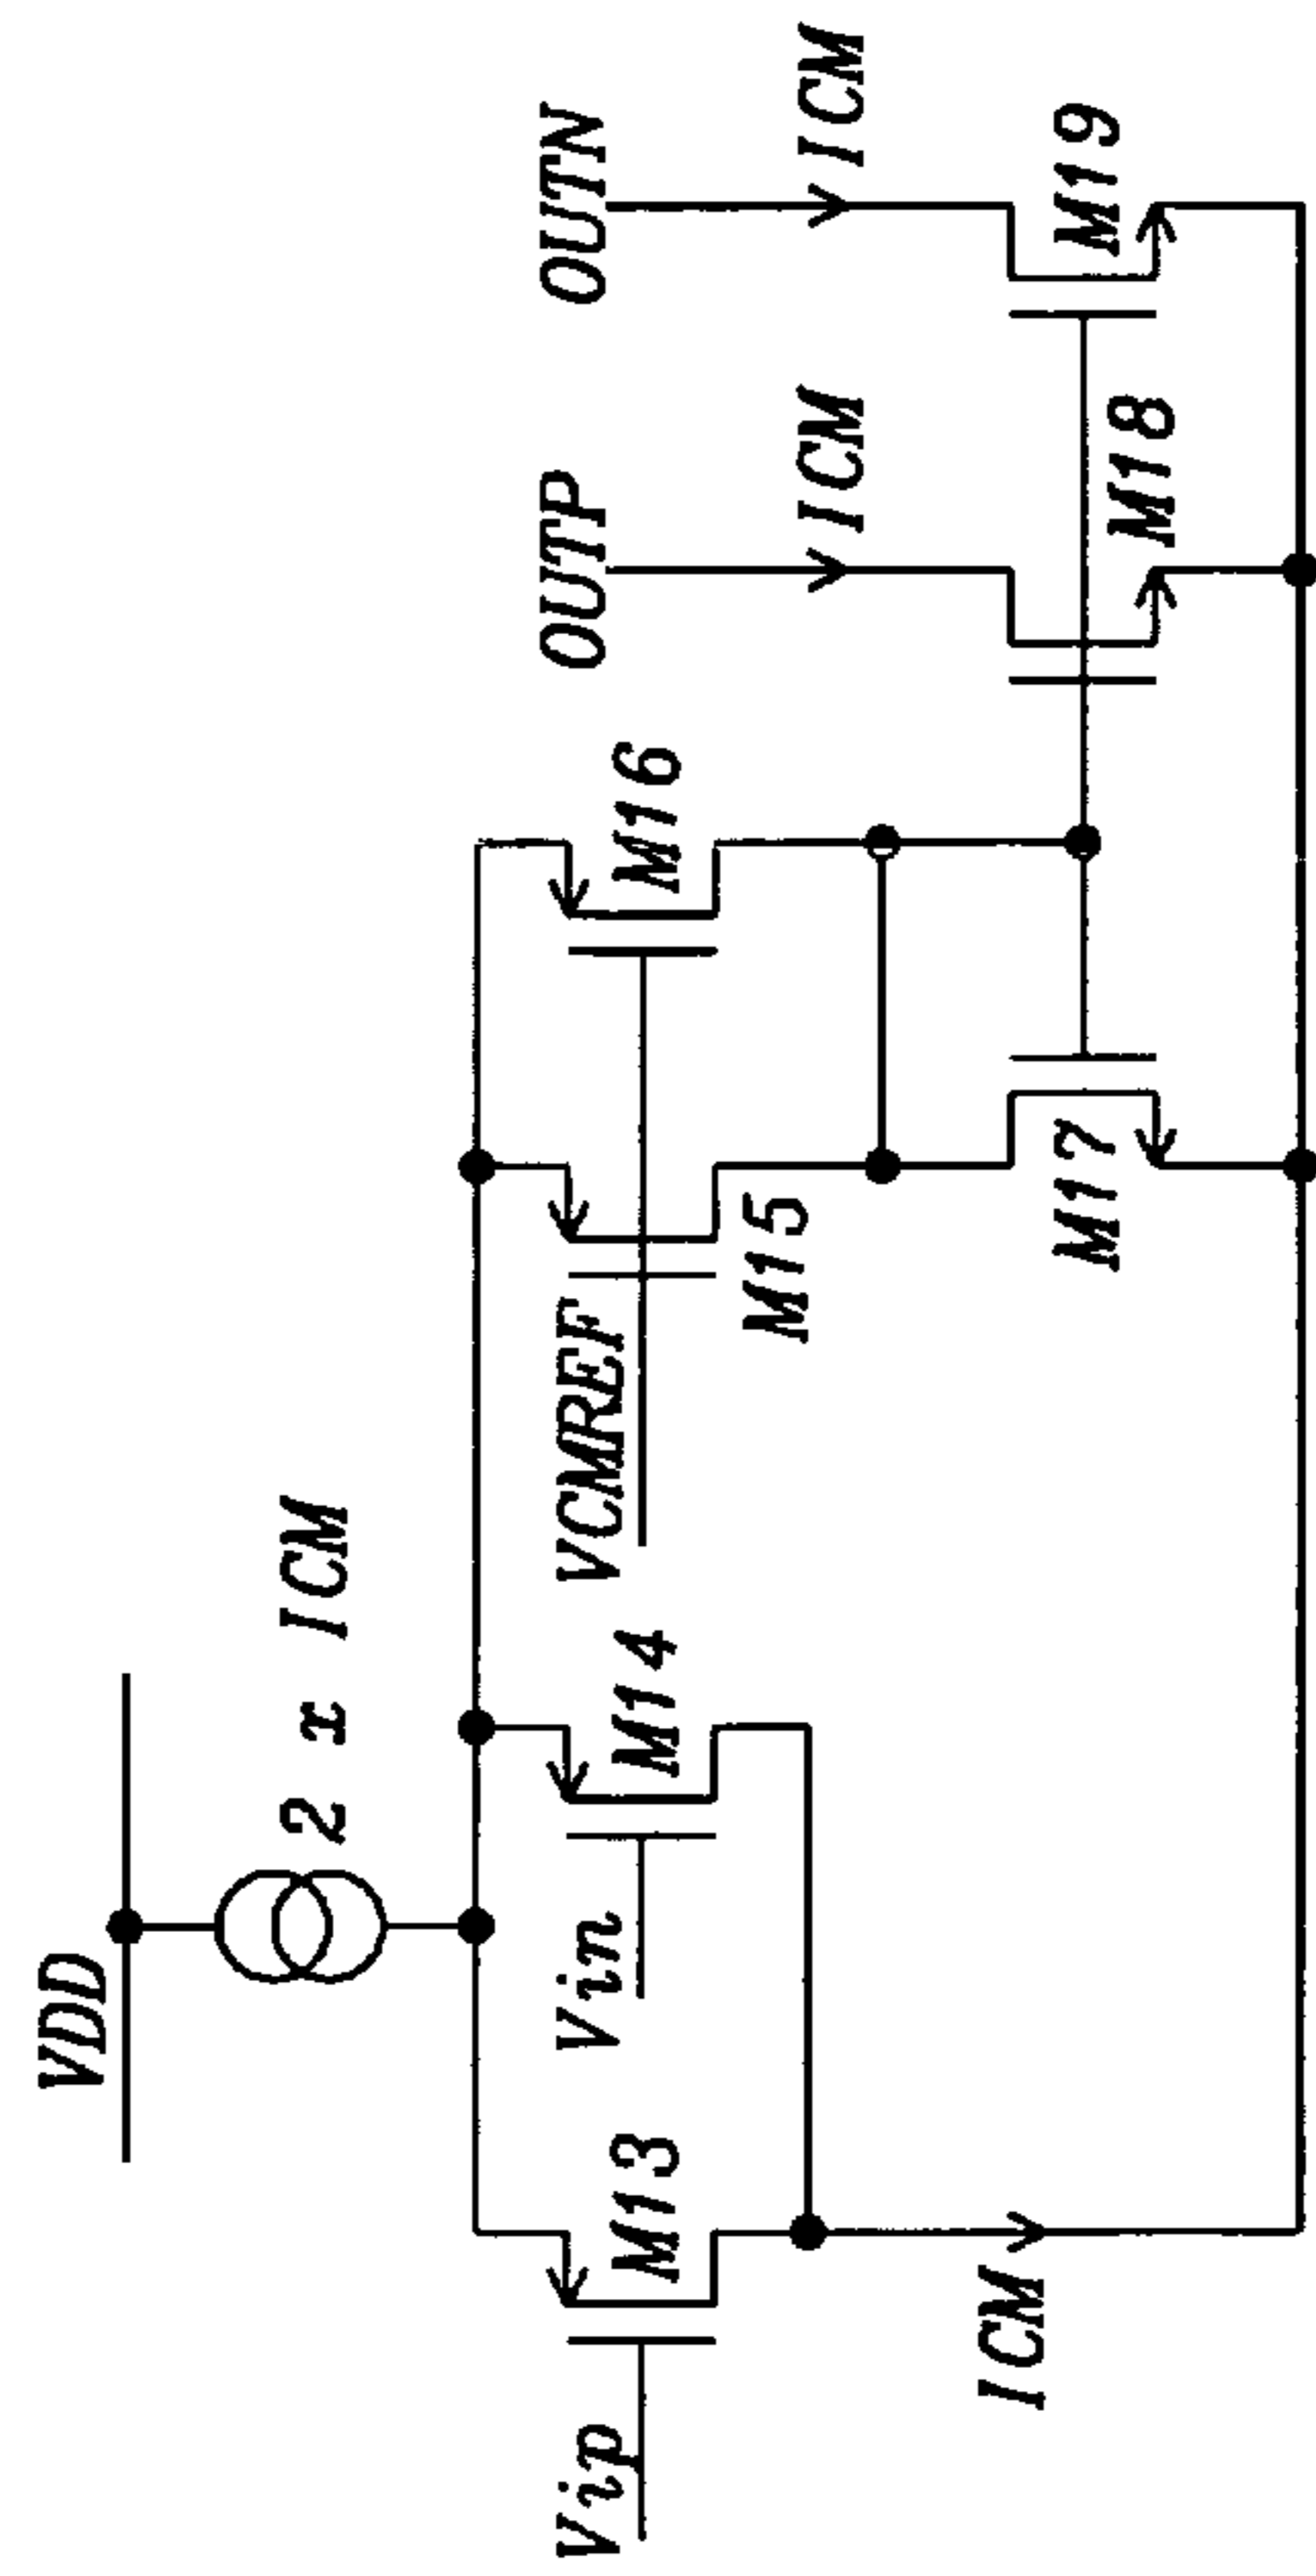 VDD
2 x ICM
OUTP
OUTN
Vip
M13
Vin
M14
VCMREF
M15
M16
ICM
ICM
ICM
M17
M18
M19